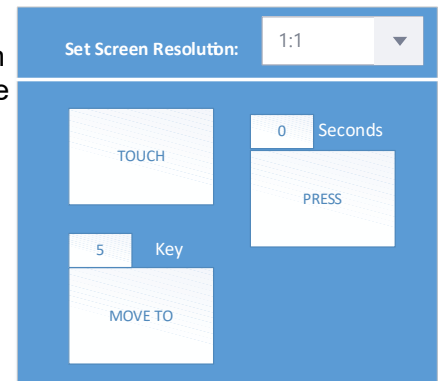 Set Screen Resolution: 1:1
TOUCH
0 Seconds
PRESS
5 Key
MOVE TO